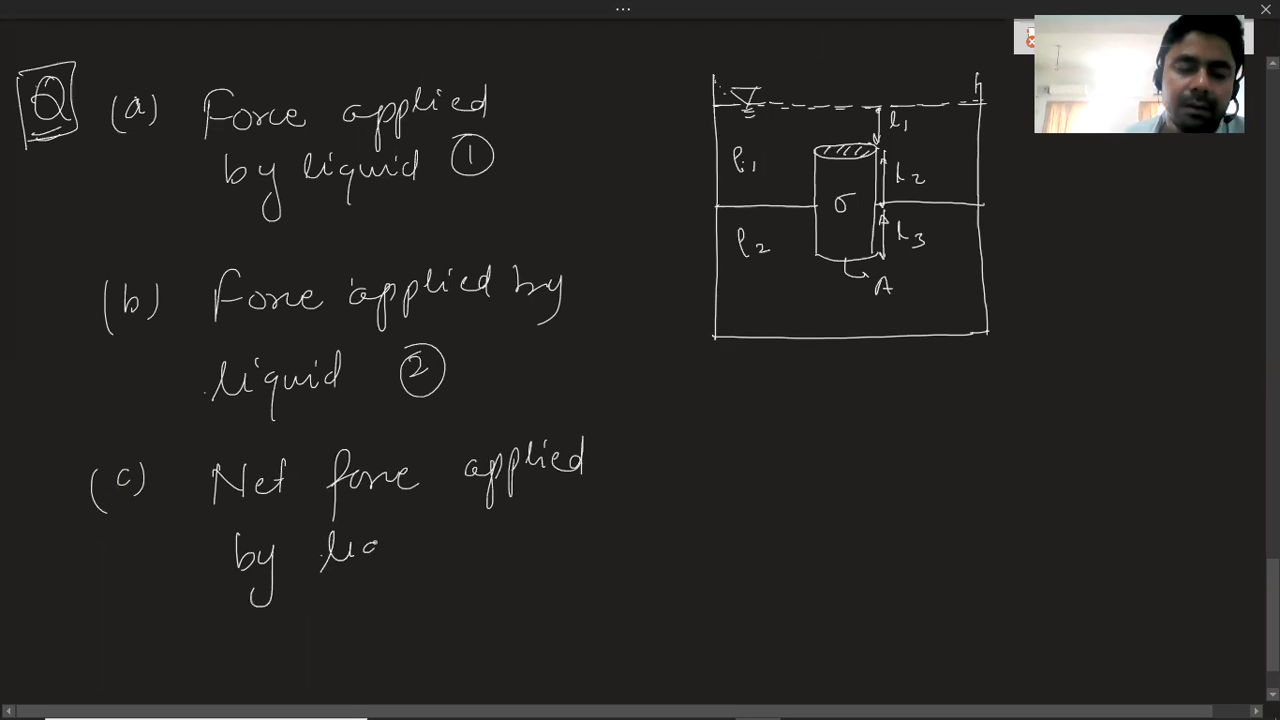 Q (a) Force applied
by liquid ①
(b) Force applied by
liquid ②
(c) Net force applied
by liq
h₁
ρ₁
h₂
σ
ρ₂
h₃
A